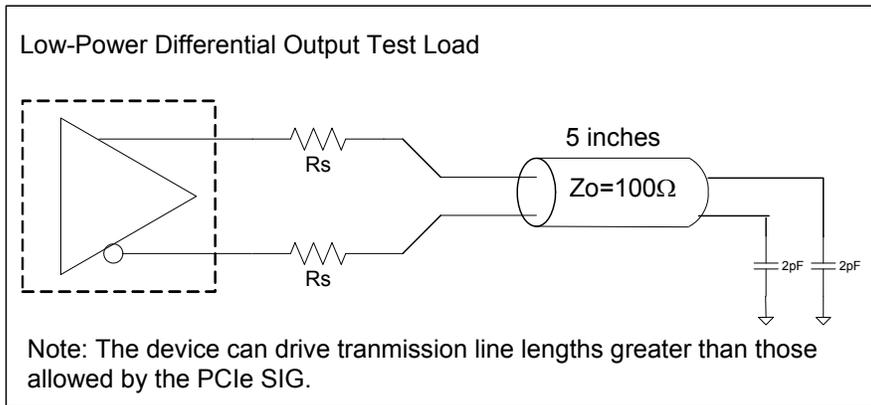 Low-Power Differential Output Test Load
5 inches
Rs
Zo=100Ω
Rs
2pF
2pF
Note: The device can drive tranmission line lengths greater than those
allowed by the PCIe SIG.